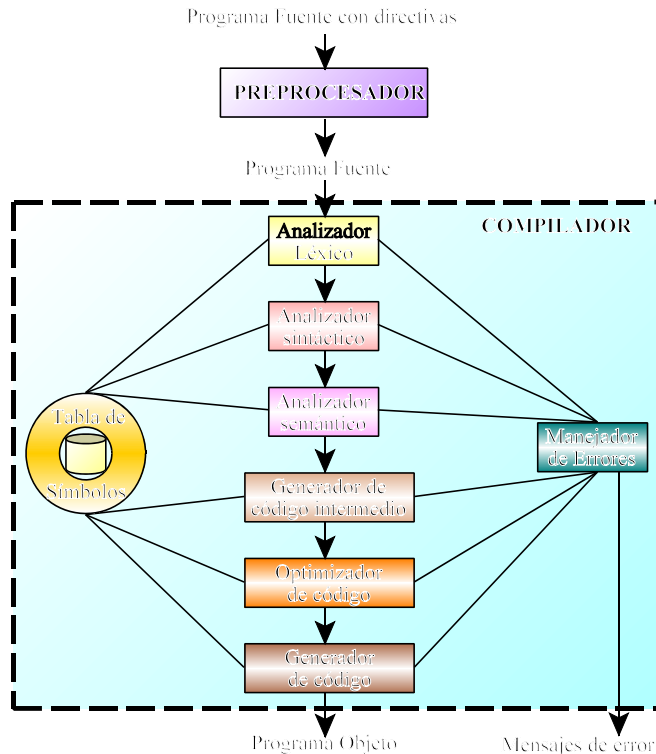 Programa Fuente con directivas
PREPROCESADOR
Programa Fuente
COMPILADOR
Analizador
Léxico
Analizador
sintáctico
Analizador
semántico
Tabla de
Símbolos
Manejador
de Errores
Generador de
código intermedio
Optimizador
de código
Generador
de código
Programa Objeto
Mensajes de error